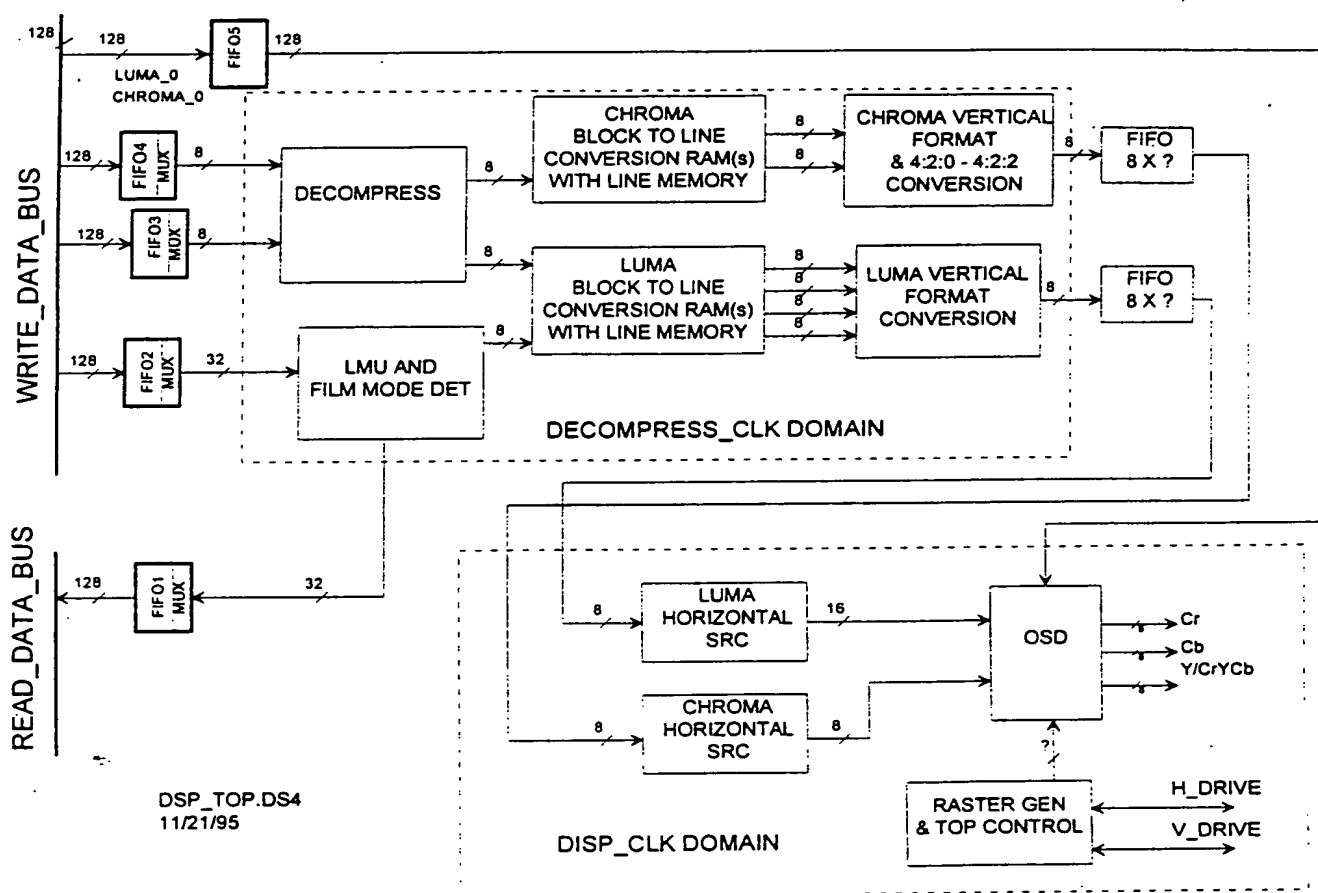 128
128
FIFO5
128
LUMA_0
CHROMA_0
WRITE_DATA_BUS
128
FIFO4
MUX
8
128
FIFO3
MUX
8
DECOMPRESS
8
8
CHROMA
BLOCK TO LINE
CONVERSION RAM(s)
WITH LINE MEMORY
8
8
CHROMA VERTICAL
FORMAT
& 4:2:0 - 4:2:2
CONVERSION
8
FIFO
8 X ?
LUMA
BLOCK TO LINE
CONVERSION RAM(s)
WITH LINE MEMORY
8
8
8
8
LUMA VERTICAL
FORMAT
CONVERSION
8
FIFO
8 X ?
128
FIFO2
MUX
32
LMU AND
FILM MODE DET
8
DECOMPRESS_CLK DOMAIN
READ_DATA_BUS
128
FIFO1
MUX
32
8
LUMA
HORIZONTAL
SRC
16
OSD
Cr
Cb
Y/CrYCb
8
CHROMA
HORIZONTAL
SRC
8
?
RASTER GEN
& TOP CONTROL
H_DRIVE
V_DRIVE
DISP_CLK DOMAIN
DSP_TOP.DS4
11/21/95